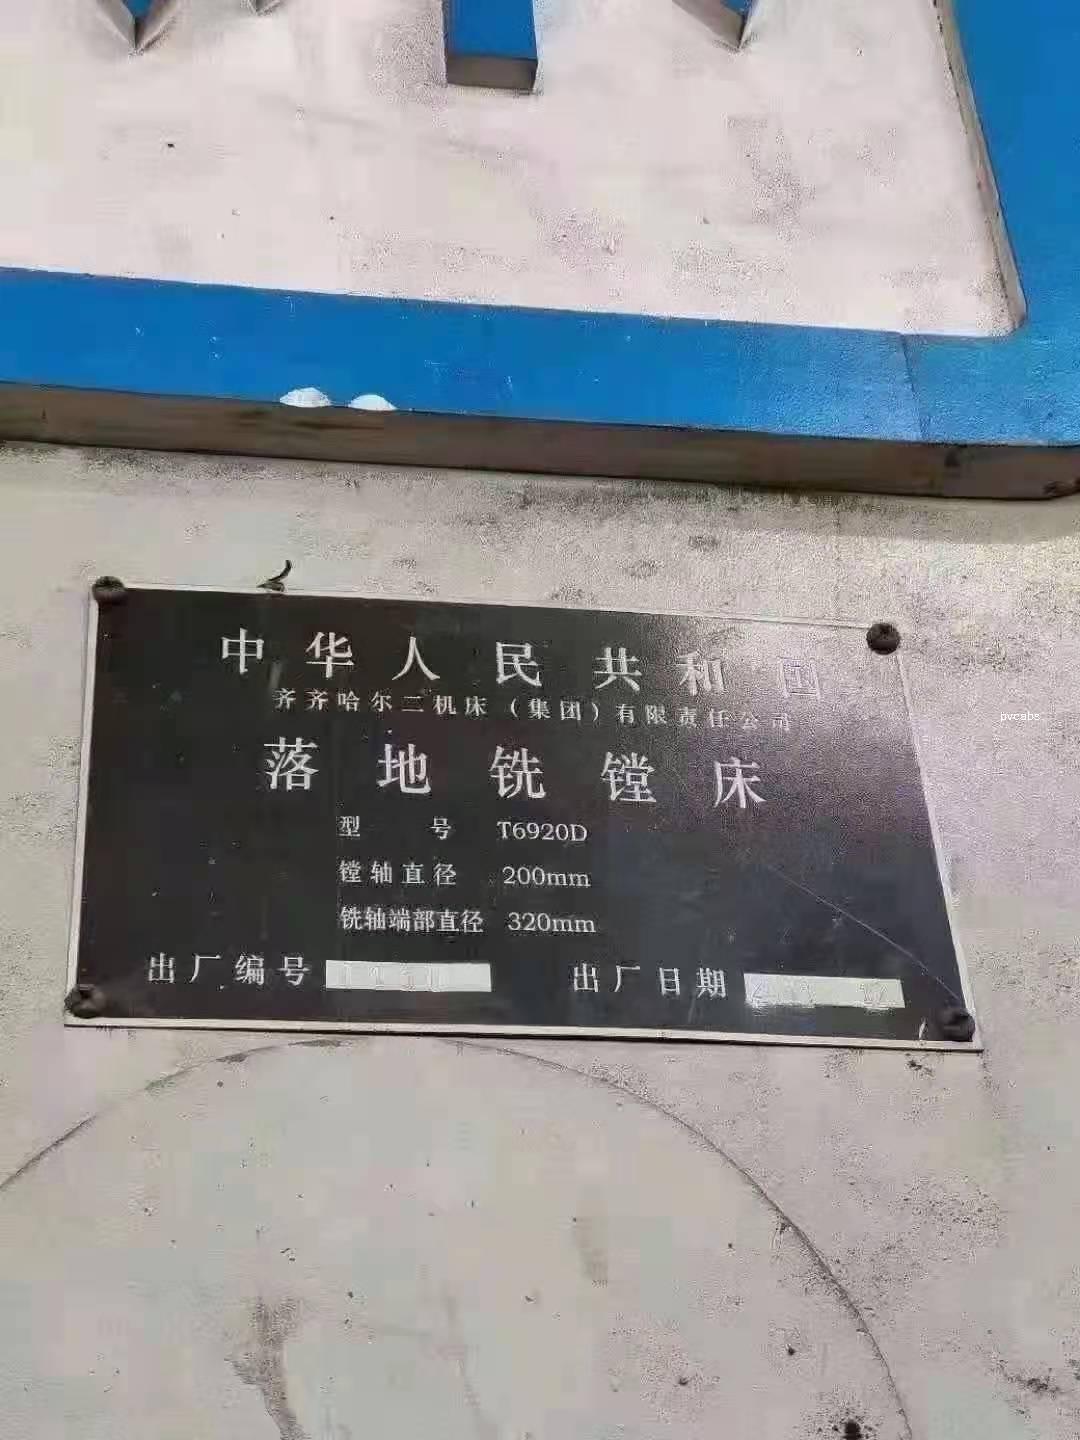 中华人民共和国
齐齐哈尔二机床（集团）有限责任公司
落地铣镗床
型 号 T6920D
镗轴直径 200mm
铣轴端部直径 320mm
出厂编号 出厂日期
pvcabs